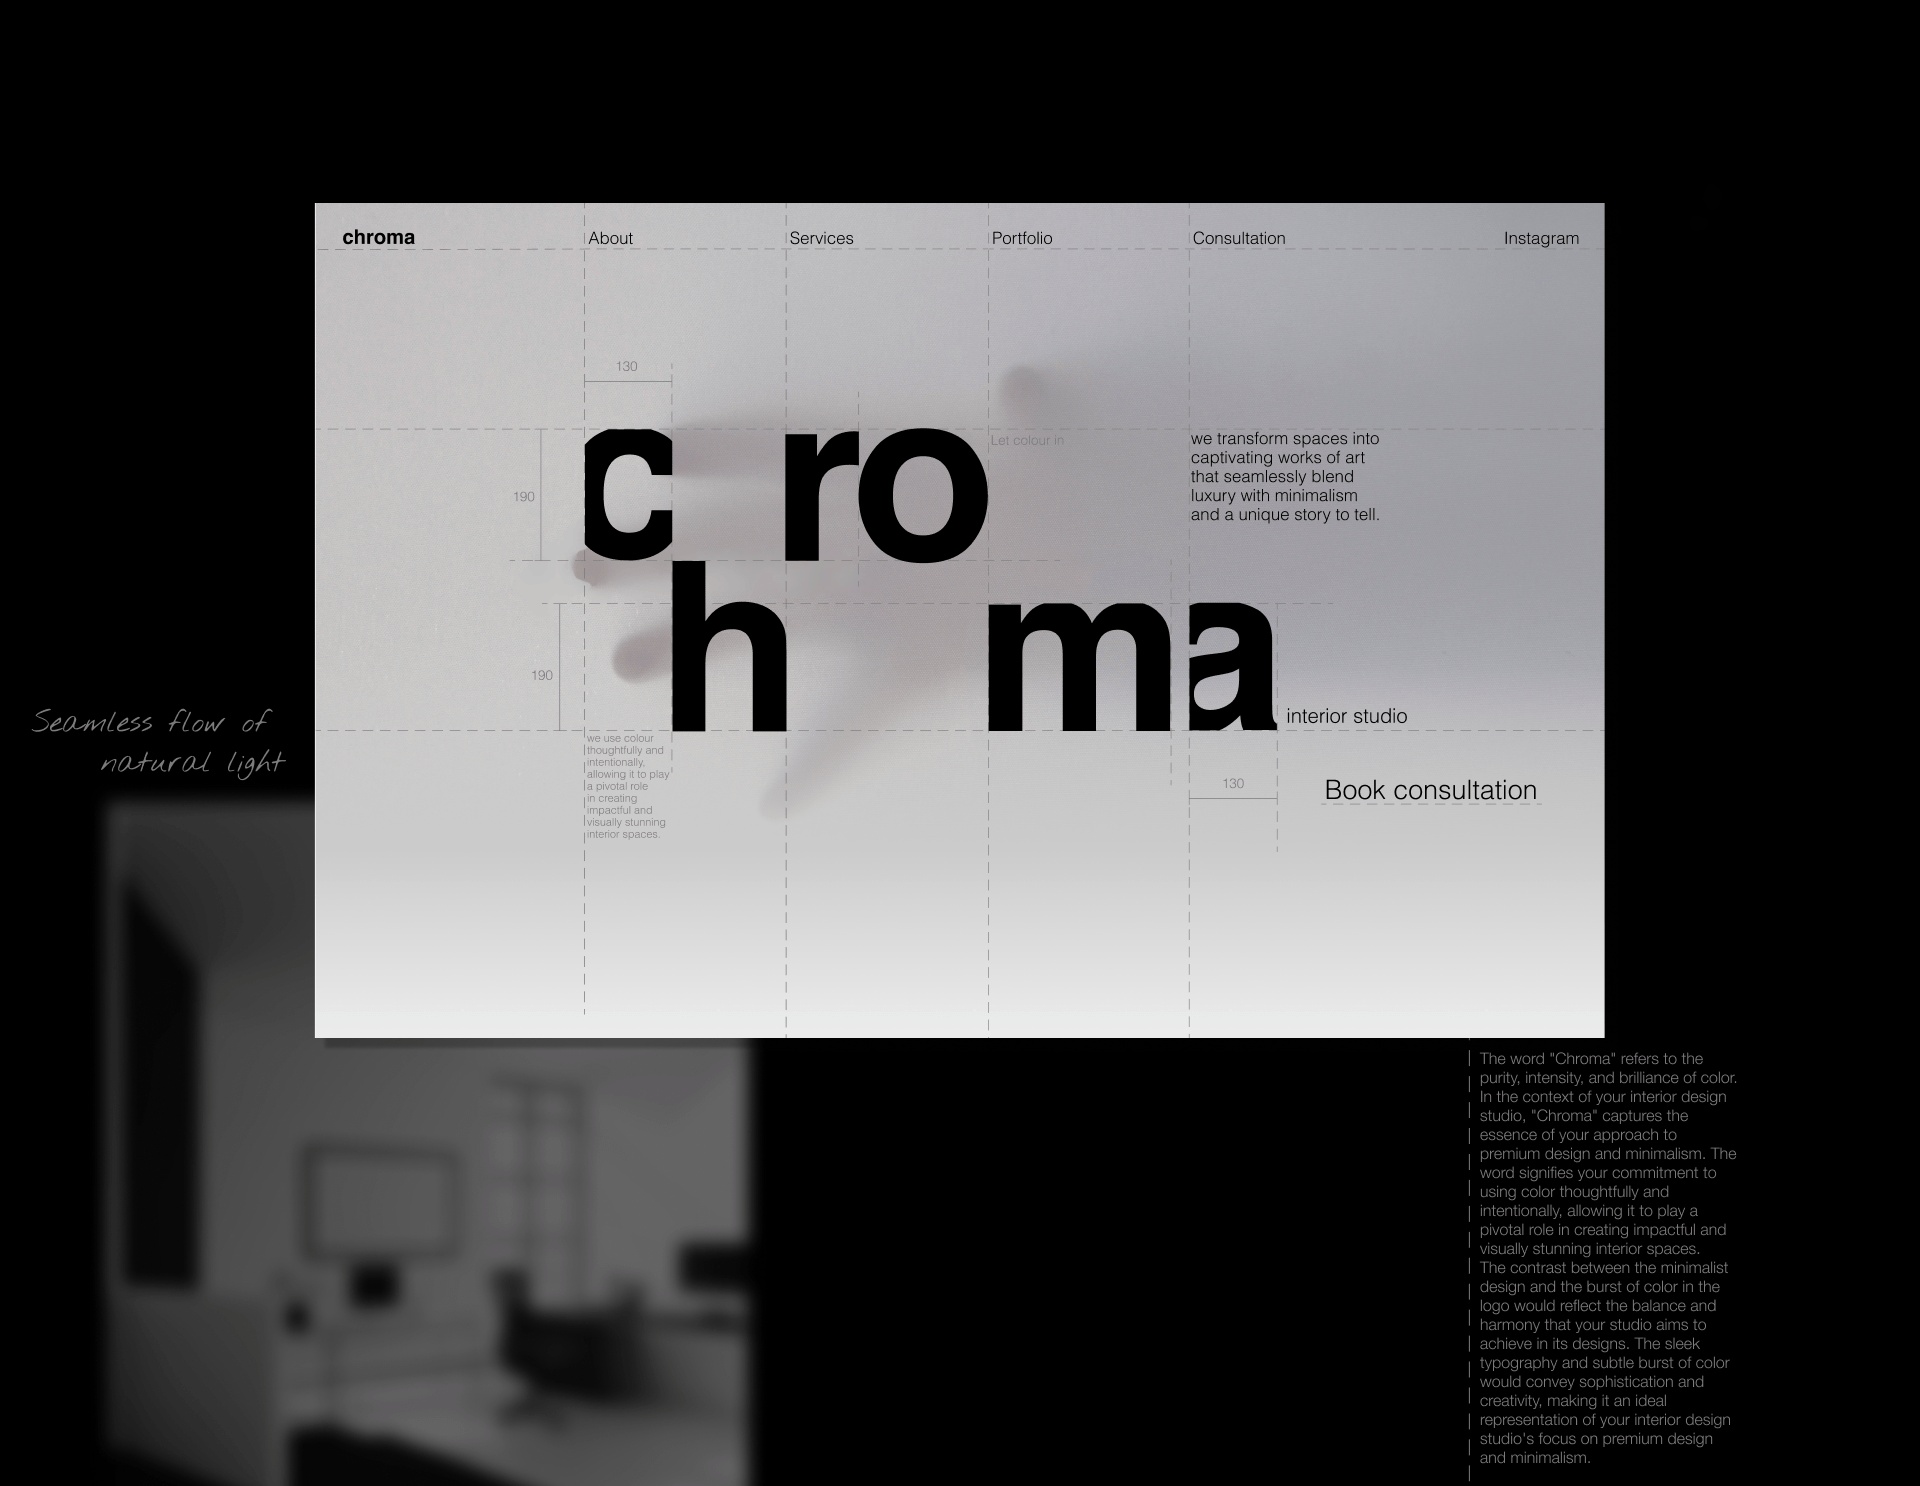 chroma
About
Services
Portfolio
Consultation
Instagram
130
190
c ro
Let colour in
we transform spaces into
captivating works of art
that seamlessly blend
luxury with minimalism
and a unique story to tell.
190
h ma
interior studio
we use colour
thoughtfully and
intentionally,
allowing it to play
a pivotal role
in creating
impactful and
visually stunning
interior spaces.
130
Book consultation
Seamless flow of
natural light
The word "Chroma" refers to the
purity, intensity, and brilliance of color.
In the context of your interior design
studio, "Chroma" captures the
essence of your approach to
premium design and minimalism. The
word signifies your commitment to
using color thoughtfully and
intentionally, allowing it to play a
pivotal role in creating impactful and
visually stunning interior spaces.
The contrast between the minimalist
design and the burst of color in the
logo would reflect the balance and
harmony that your studio aims to
achieve in its designs. The sleek
typography and subtle burst of color
would convey sophistication and
creativity, making it an ideal
representation of your interior design
studio's focus on premium design
and minimalism.